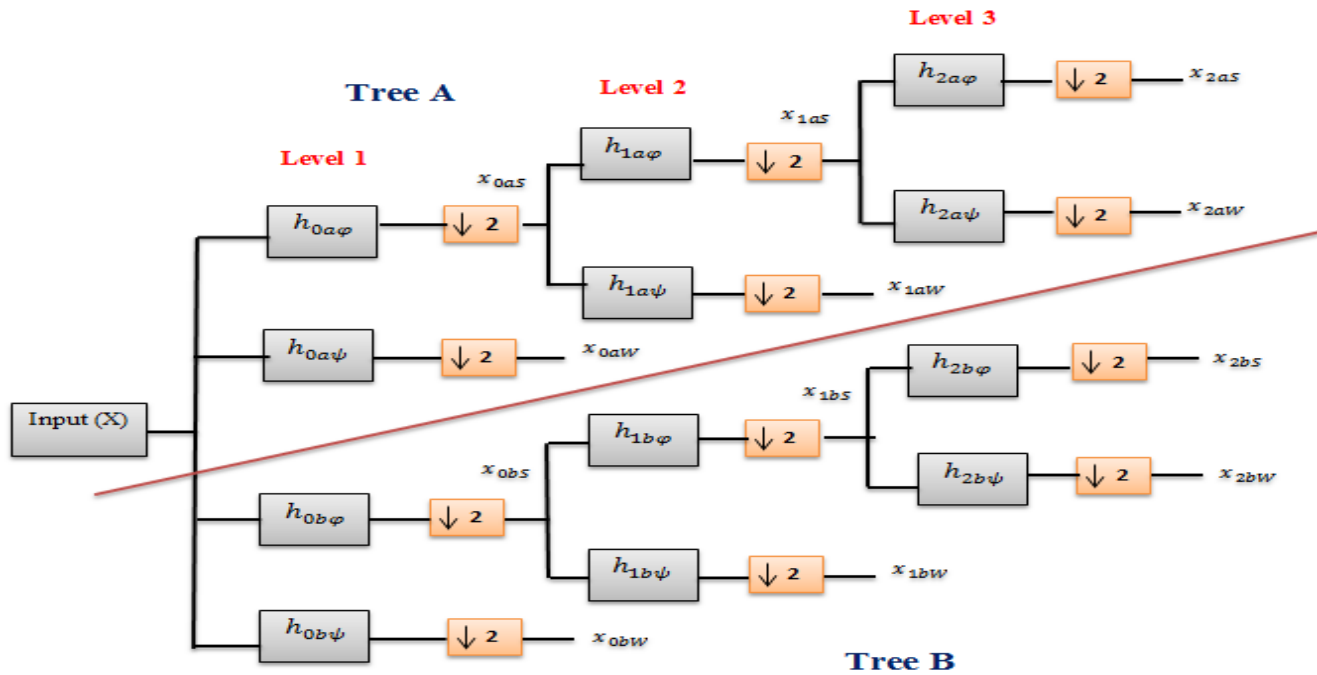 Level 3
Level 2
Tree A
Level 1
h₂ₐφ
↓ 2
x₂ₐS
h₁ₐφ
x₁ₐS
↓ 2
h₂ₐψ
↓ 2
x₂ₐW
x₀ₐS
h₀ₐφ
↓ 2
h₁ₐψ
↓ 2
x₁ₐW
h₀ₐψ
↓ 2
x₀ₐW
Input (X)
h₂bφ
↓ 2
x₂bS
x₁bS
h₁bφ
↓ 2
h₂bψ
↓ 2
x₂bW
x₀bS
h₀bφ
↓ 2
h₁bψ
↓ 2
x₁bW
h₀bψ
↓ 2
x₀bW
Tree B